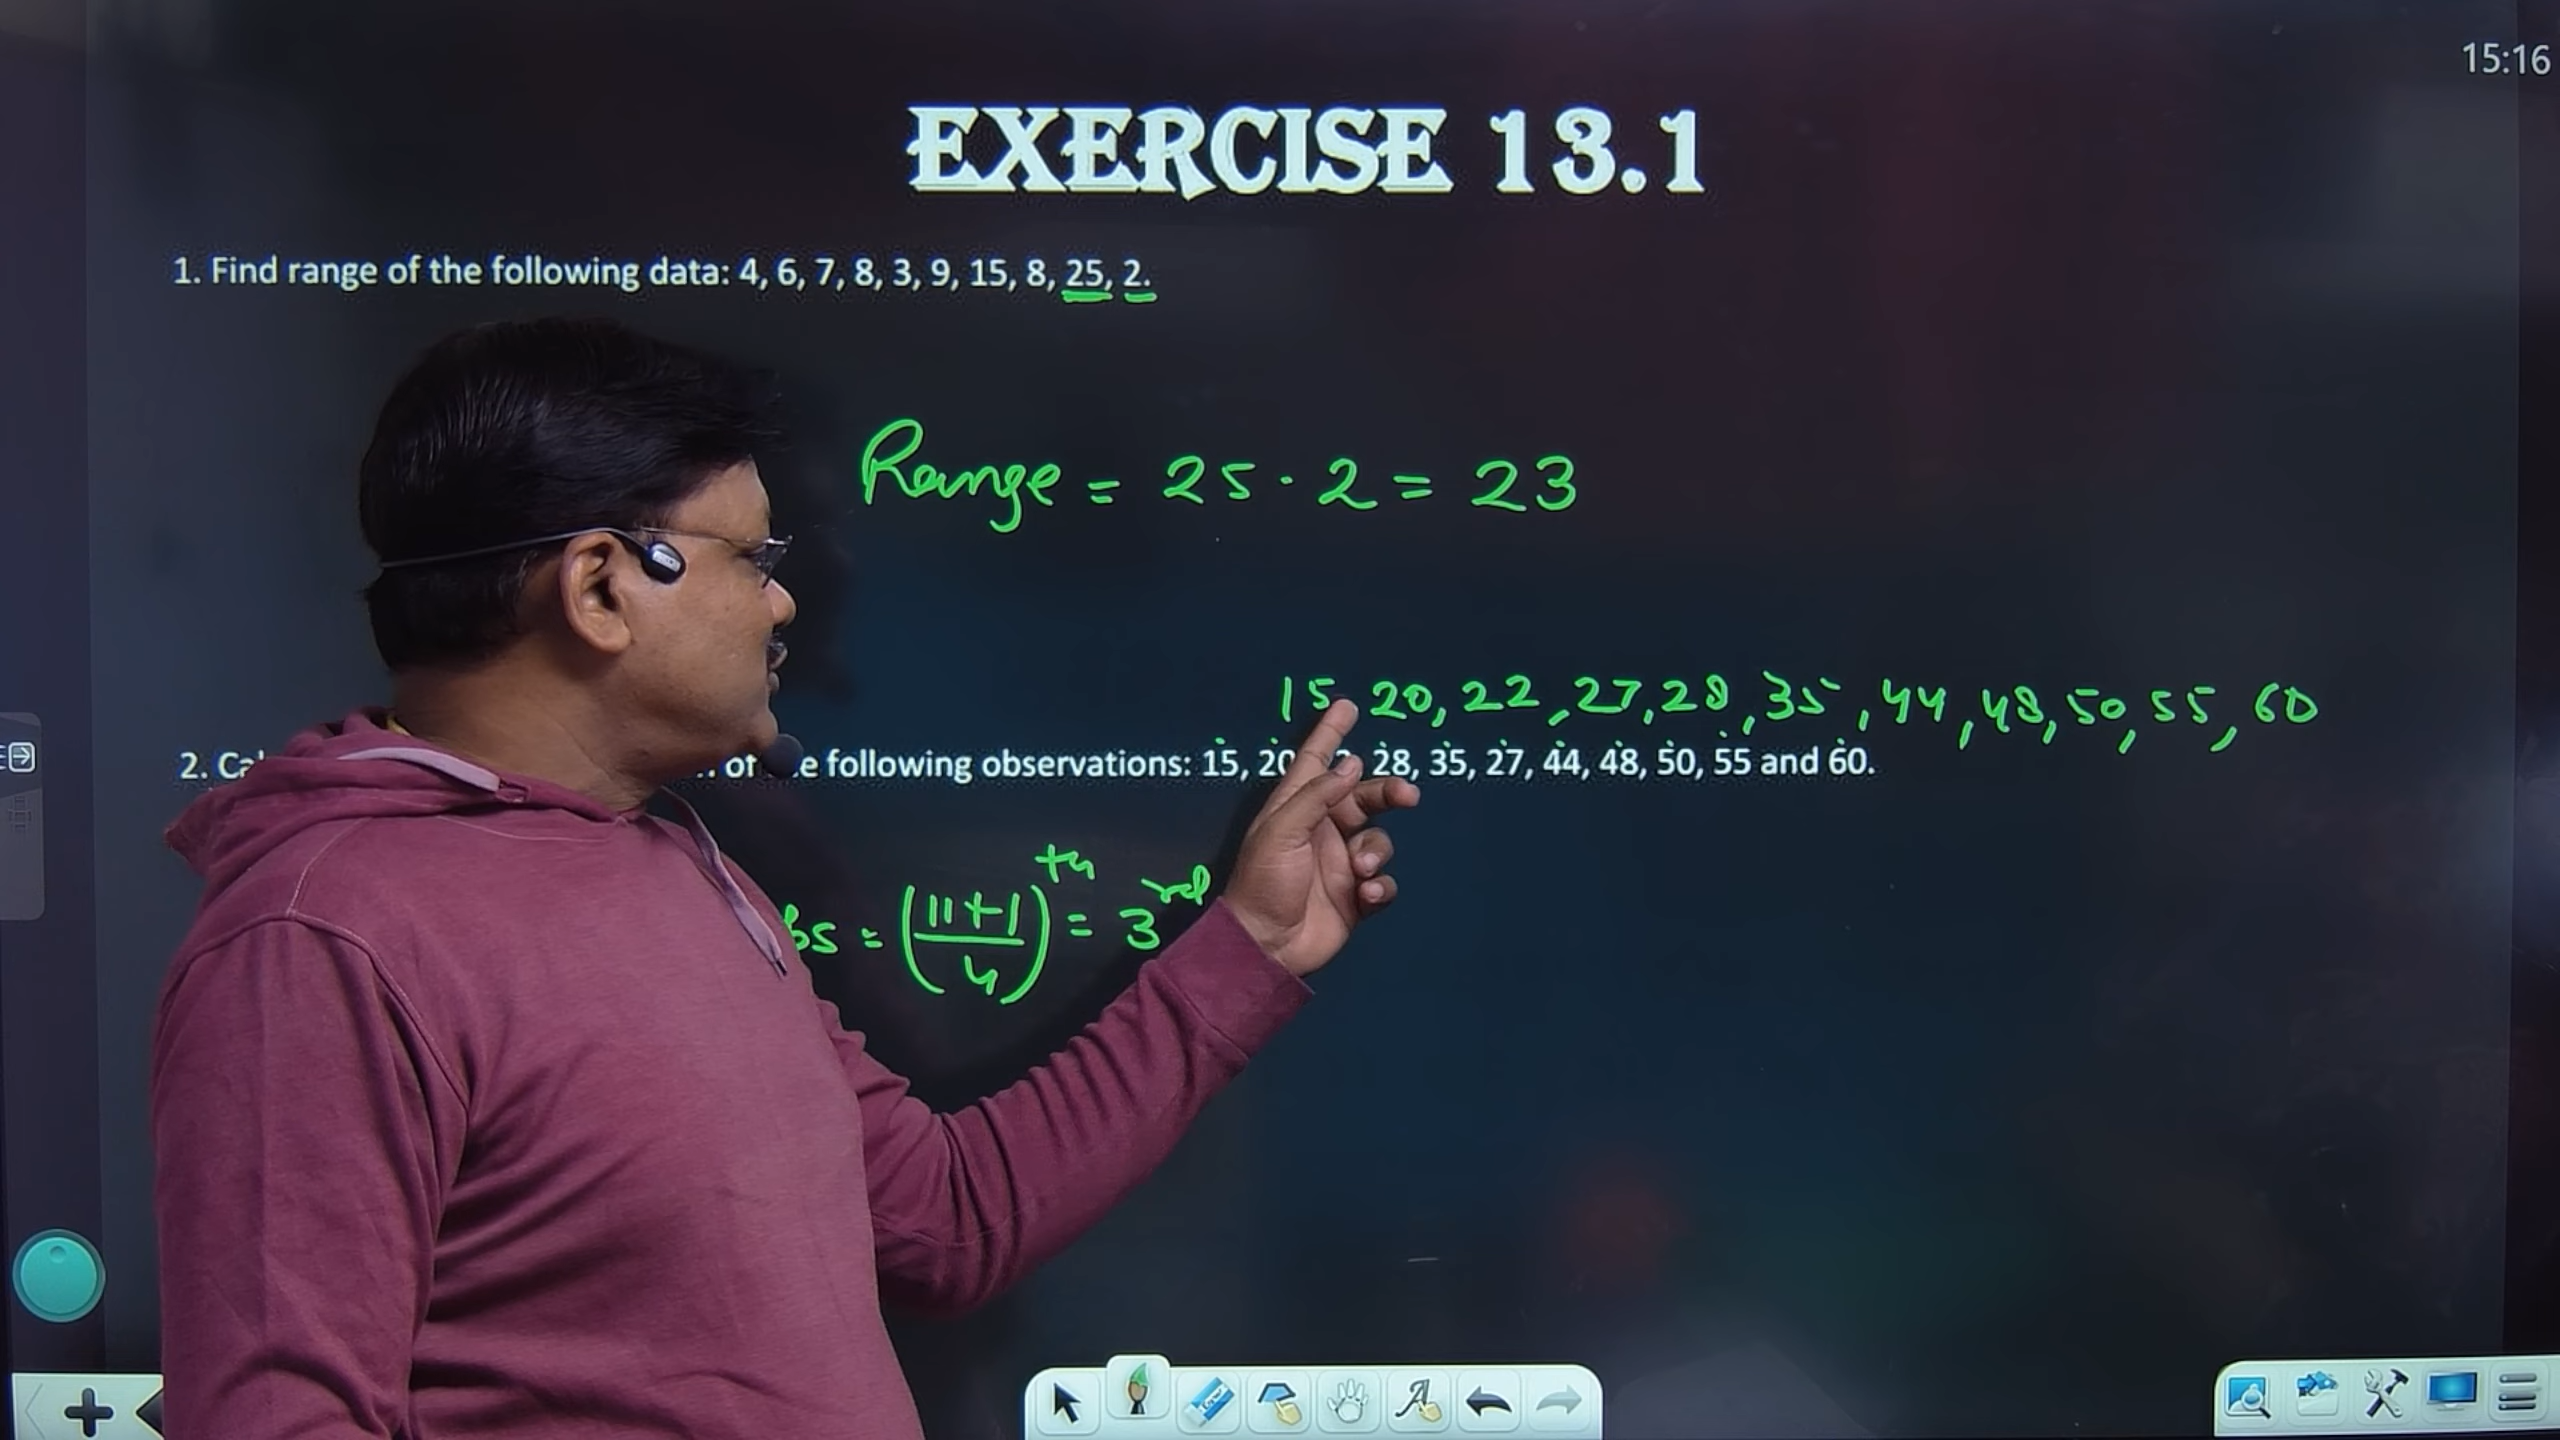 15:16
EXERCISE 13.1
1. Find range of the following data: 4, 6, 7, 8, 3, 9, 15, 8, 25, 2.
Range = 25 - 2 = 23
15, 20, 22, 27, 28, 35, 44, 48, 50, 55, 60
2. of following observations: 15, 28, 35, 27, 44, 48, 50, 55 and 60.
= (11+1/4)th = 3rd